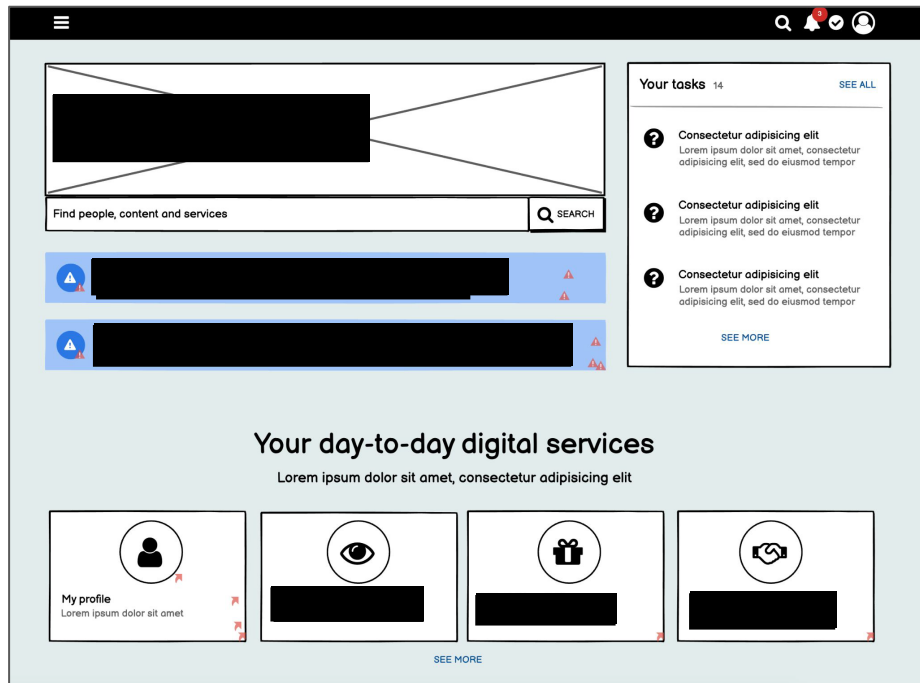 3
Find people, content and services
SEARCH
Your tasks 14
SEE ALL
Consectetur adipisicing elit
Lorem ipsum dolor sit amet, consectetur
adipisicing elit, sed do eiusmod tempor
Consectetur adipisicing elit
Lorem ipsum dolor sit amet, consectetur
adipisicing elit, sed do eiusmod tempor
Consectetur adipisicing elit
Lorem ipsum dolor sit amet, consectetur
adipisicing elit, sed do eiusmod tempor
SEE MORE
Your day-to-day digital services
Lorem ipsum dolor sit amet, consectetur adipisicing elit
My profile
Lorem ipsum dolor sit amet
SEE MORE